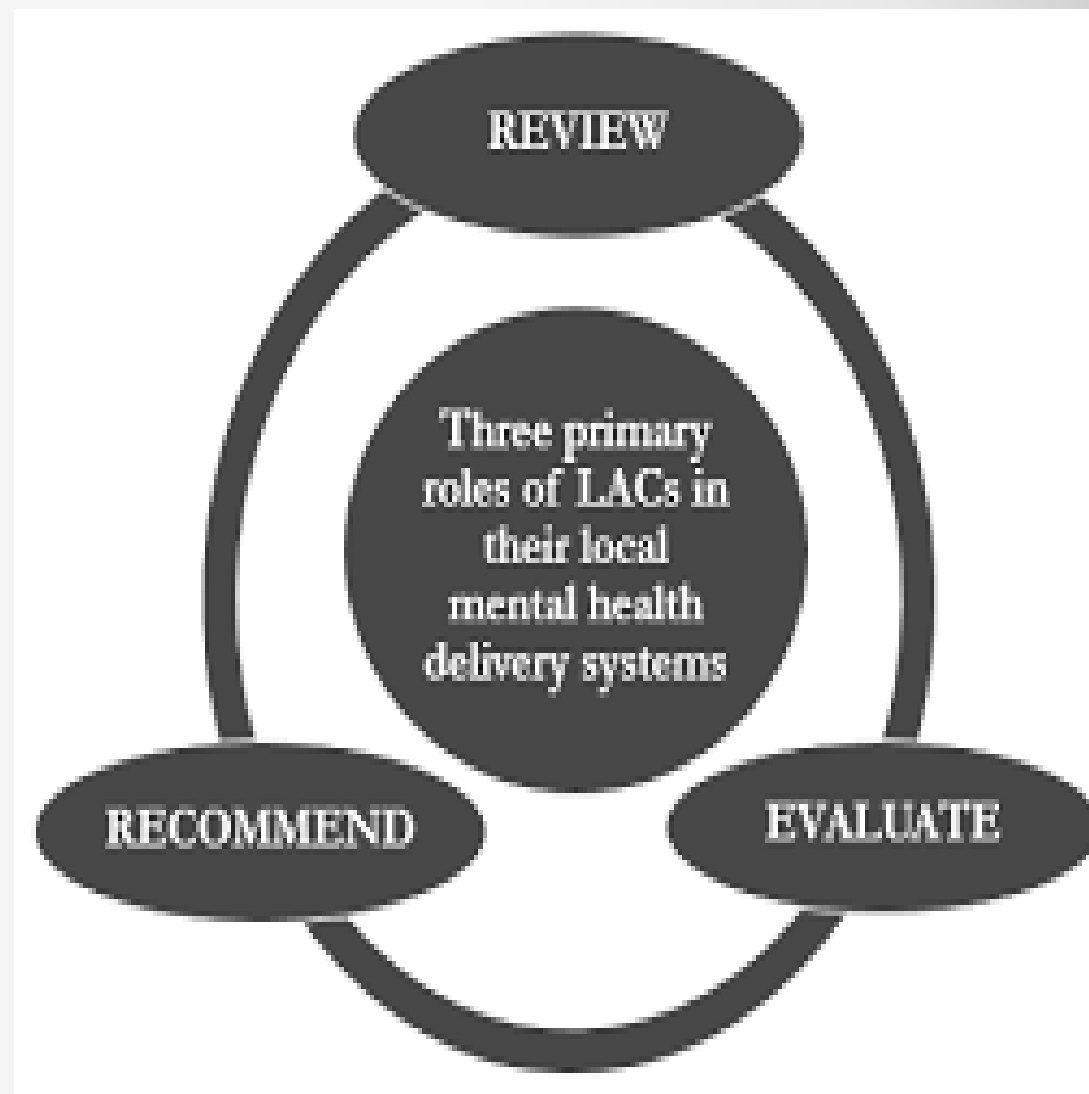 REVIEW
Three primary
roles of LACs in
their local
mental health
delivery systems
RECOMMEND
EVALUATE